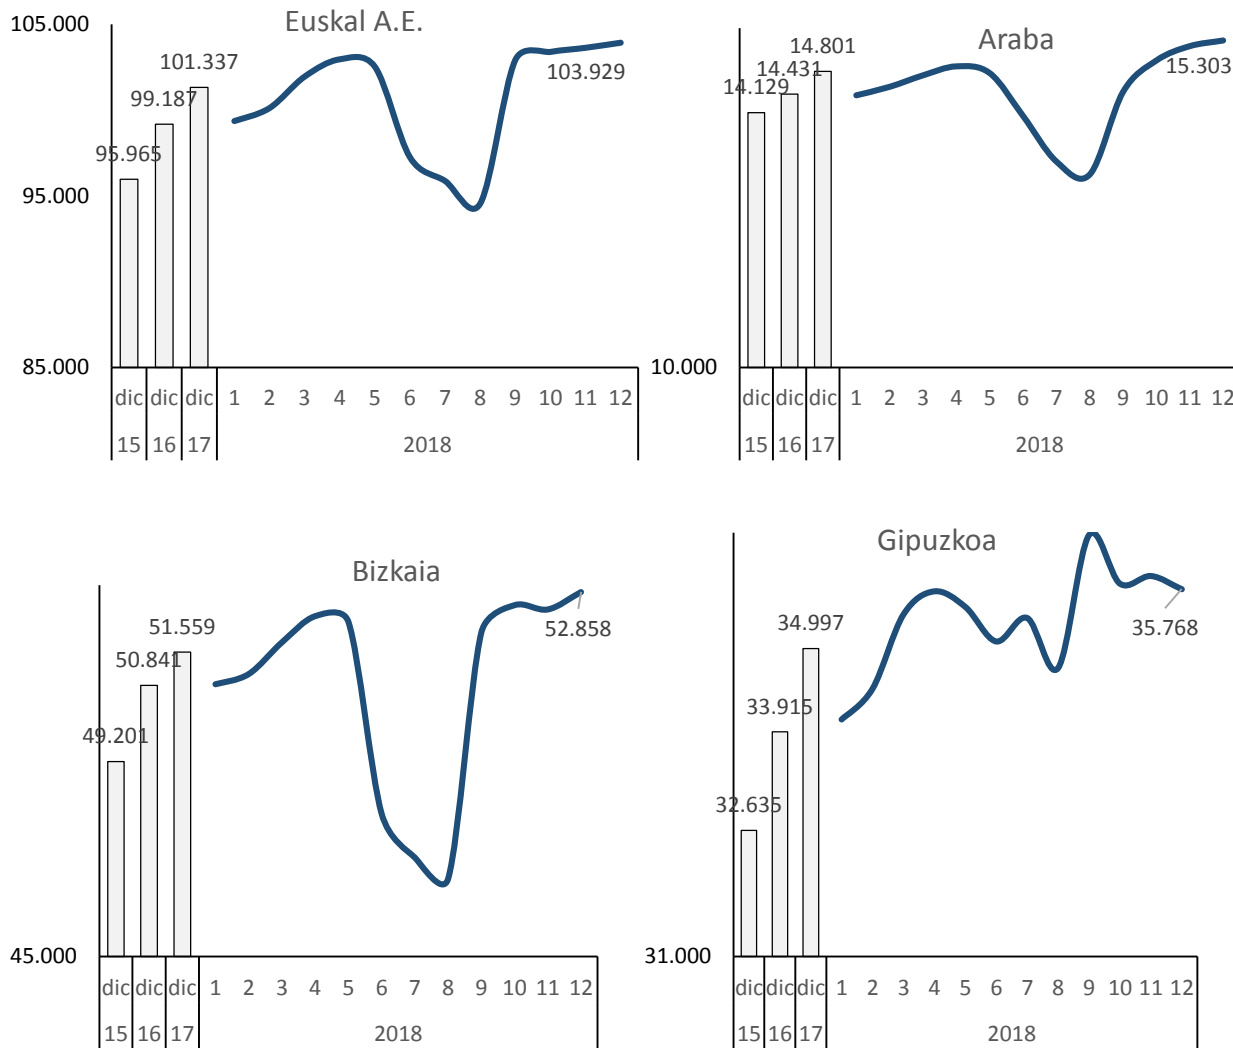 Euskal A.E.
105.000
95.000
85.000
95.965
99.187
101.337
103.929
dic dic dic 1 2 3 4 5 6 7 8 9 10 11 12
15 16 17 2018
Araba
10.000
14.129
14.431
14.801
15.303
dic dic dic 1 2 3 4 5 6 7 8 9 10 11 12
15 16 17 2018
Bizkaia
45.000
49.201
50.841
51.559
52.858
dic dic dic 1 2 3 4 5 6 7 8 9 10 11 12
15 16 17 2018
Gipuzkoa
31.000
32.635
33.915
34.997
35.768
dic dic dic 1 2 3 4 5 6 7 8 9 10 11 12
15 16 17 2018